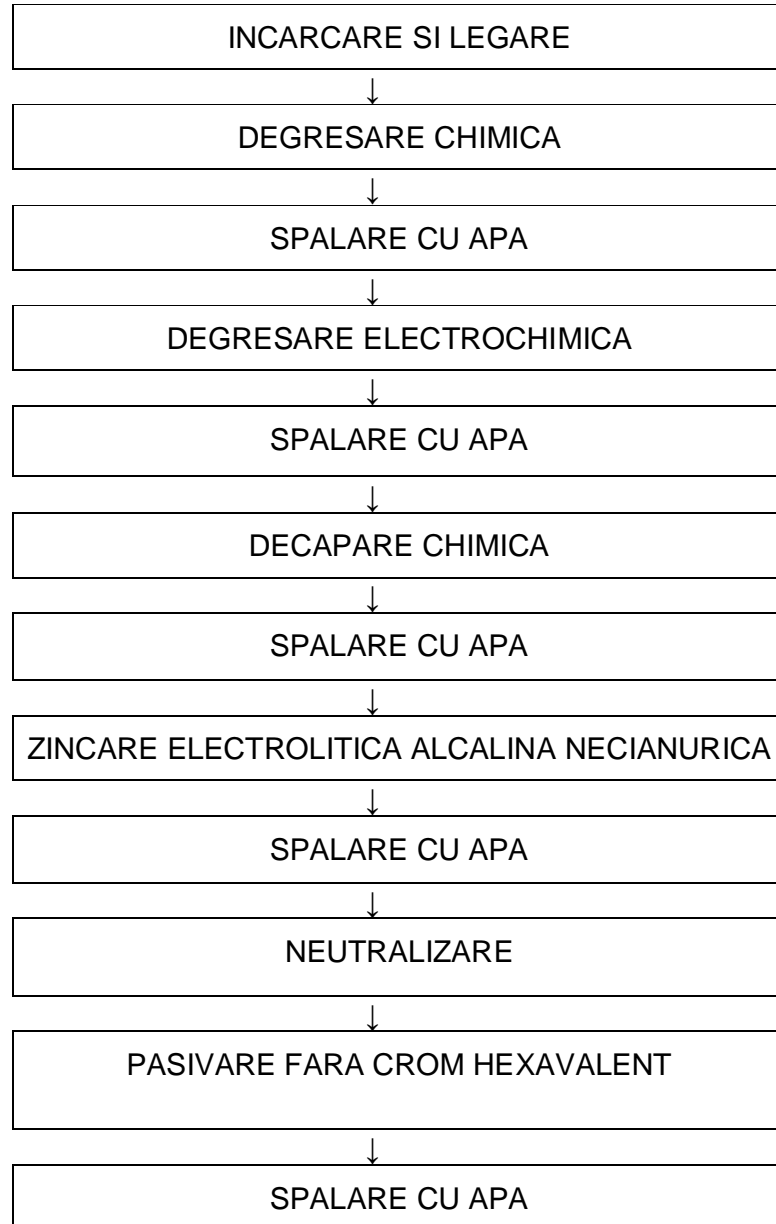 INCARCARE SI LEGARE
↓
DEGRESARE CHIMICA
↓
SPALARE CU APA
↓
DEGRESARE ELECTROCHIMICA
↓
SPALARE CU APA
↓
DECAPARE CHIMICA
↓
SPALARE CU APA
↓
ZINCARE ELECTROLITICA ALCALINA NECIANURICA
↓
SPALARE CU APA
↓
NEUTRALIZARE
↓
PASIVARE FARA CROM HEXAVALENT
↓
SPALARE CU APA